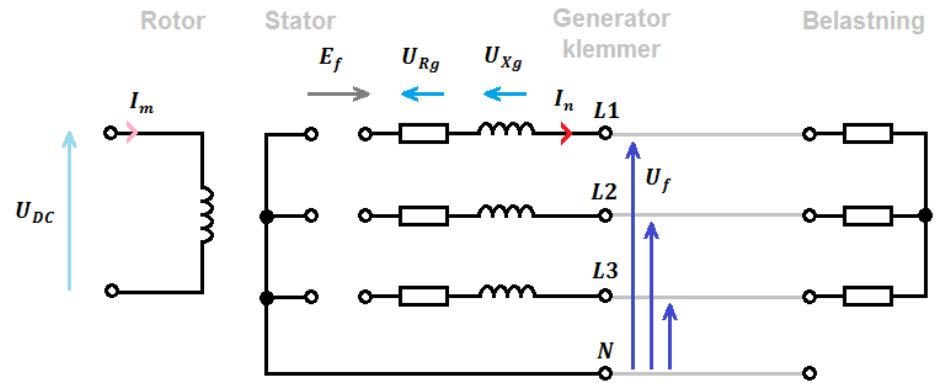 Rotor
Stator
Generator
klemmer
Belastning
E_f
U_Rg
U_Xg
I_m
I_n
L1
U_DC
L2
U_f
L3
N